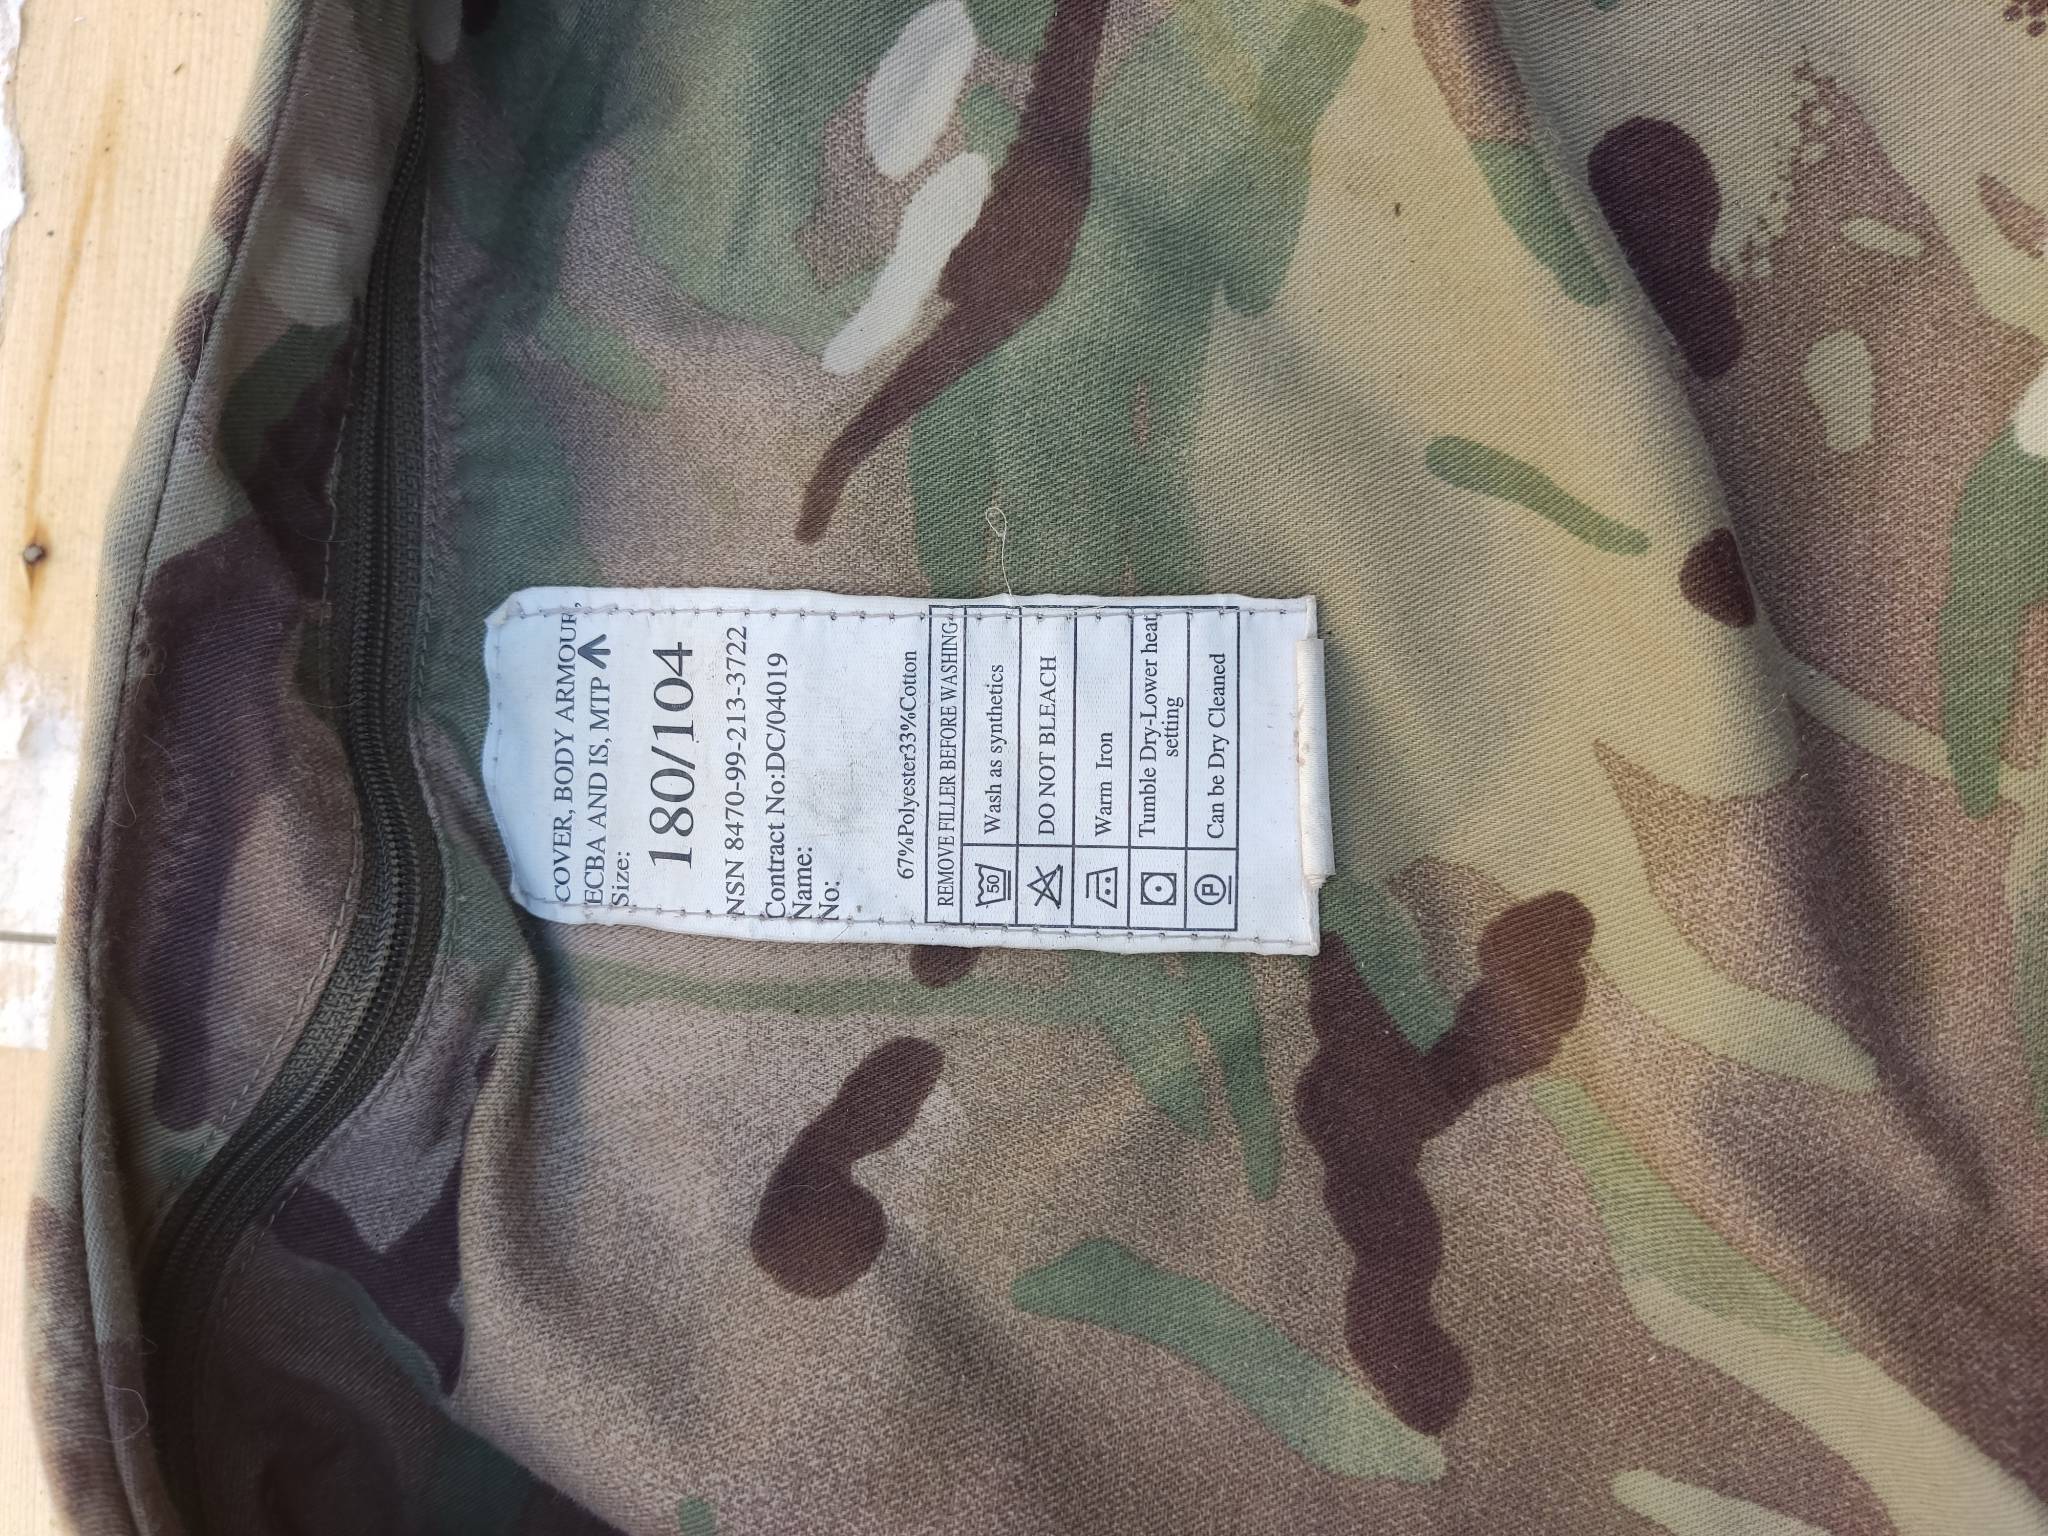 COVER, BODY ARMOUR,
ECBA AND IS, MTP
Size:
180/104
NSN 8470-99-213-3722
Contract No:DC/04019
Name:
No:
67%Polyester33%Cotton
REMOVE FILLER BEFORE WASHING
50 Wash as synthetics
DO NOT BLEACH
Warm Iron
Tumble Dry-Lower heat
setting
P Can be Dry Cleaned